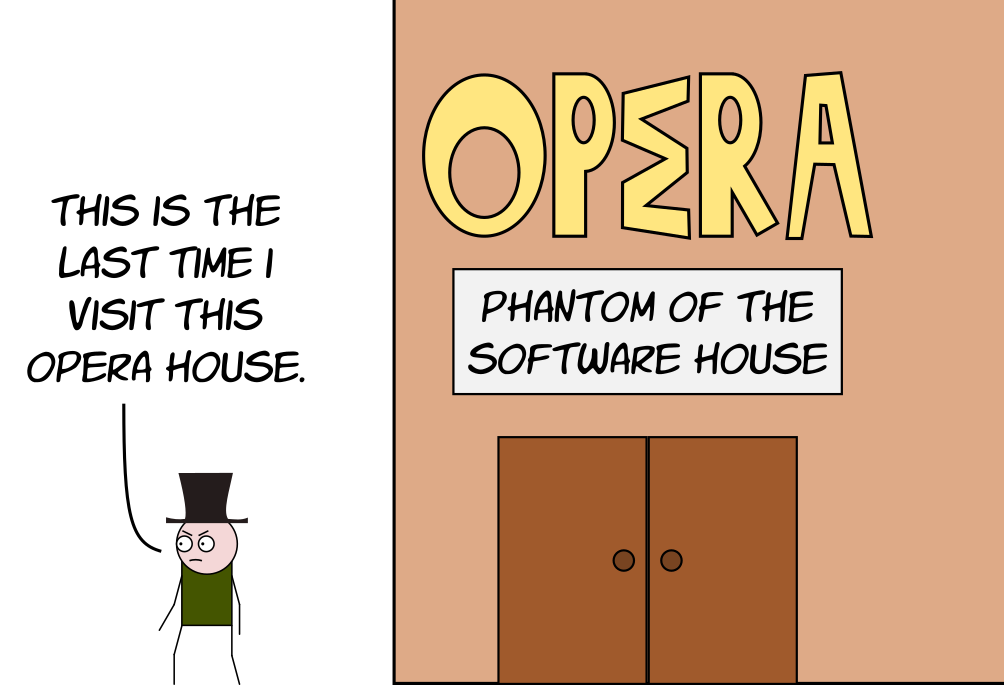 THIS IS THE
LAST TIME I
VISIT THIS
OPERA HOUSE.
OPERA
PHANTOM OF THE
SOFTWARE HOUSE